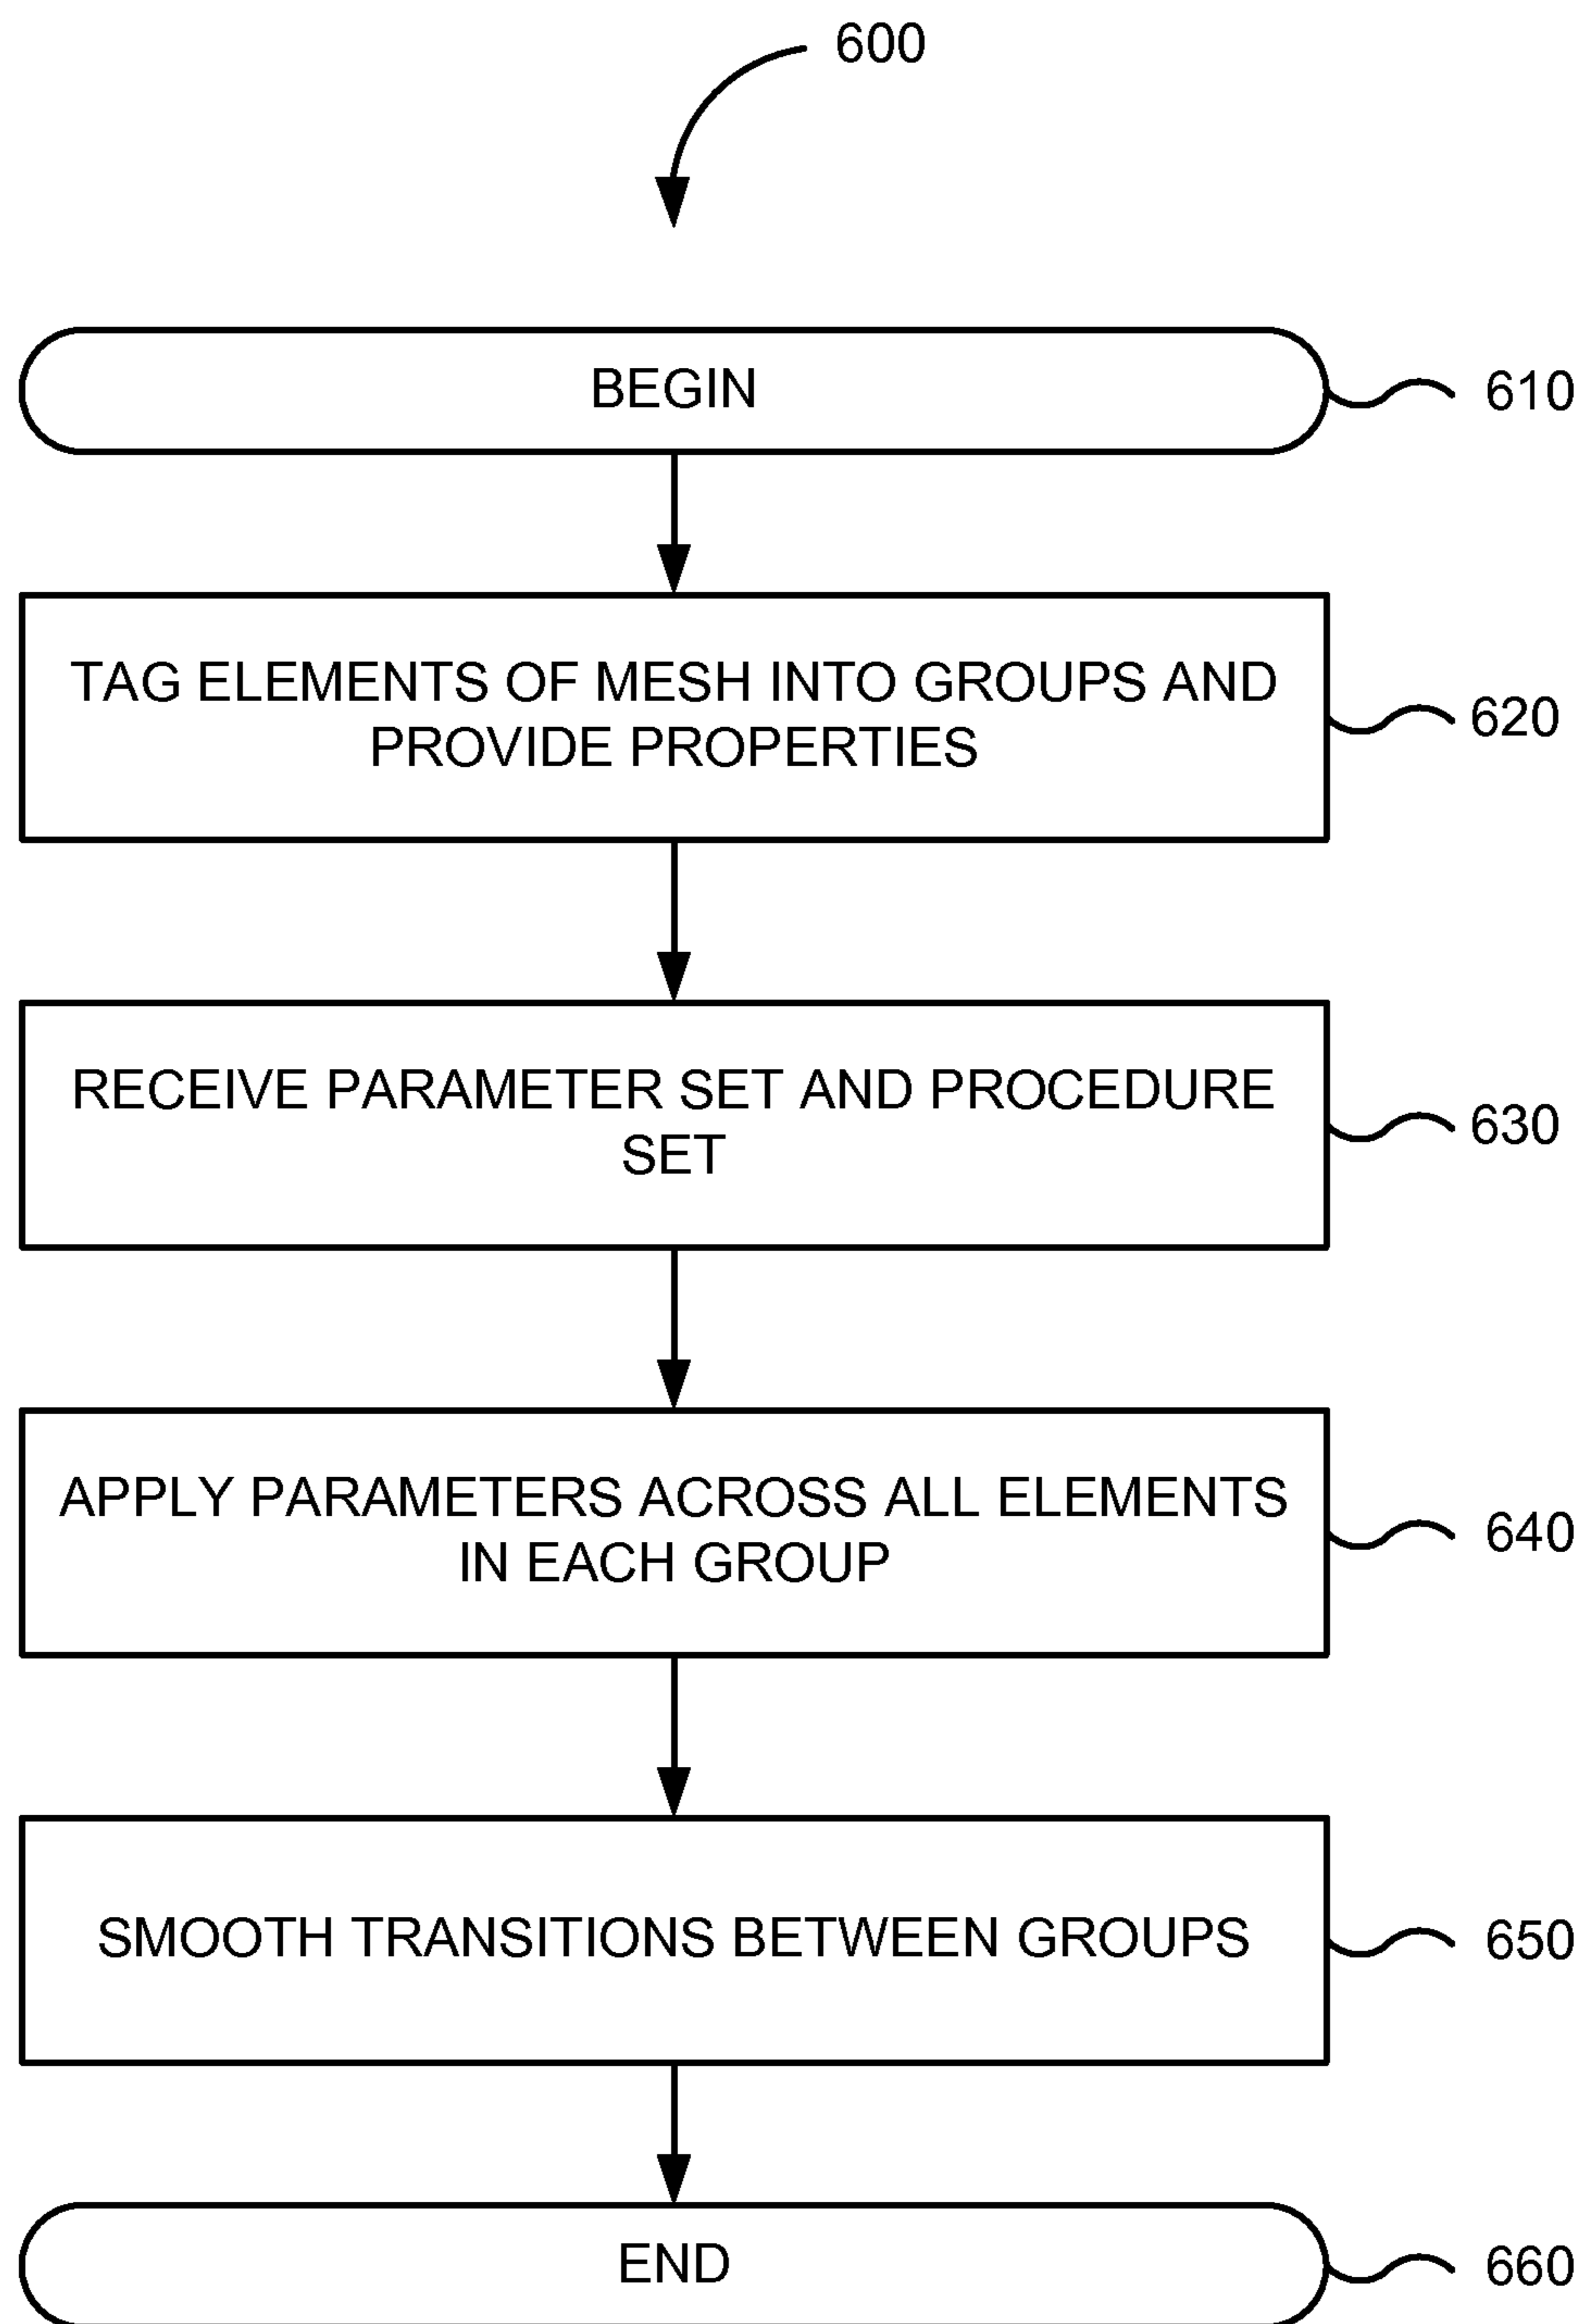 600
BEGIN
610
TAG ELEMENTS OF MESH INTO GROUPS AND
PROVIDE PROPERTIES
620
RECEIVE PARAMETER SET AND PROCEDURE
SET
630
APPLY PARAMETERS ACROSS ALL ELEMENTS
IN EACH GROUP
640
SMOOTH TRANSITIONS BETWEEN GROUPS
650
END
660